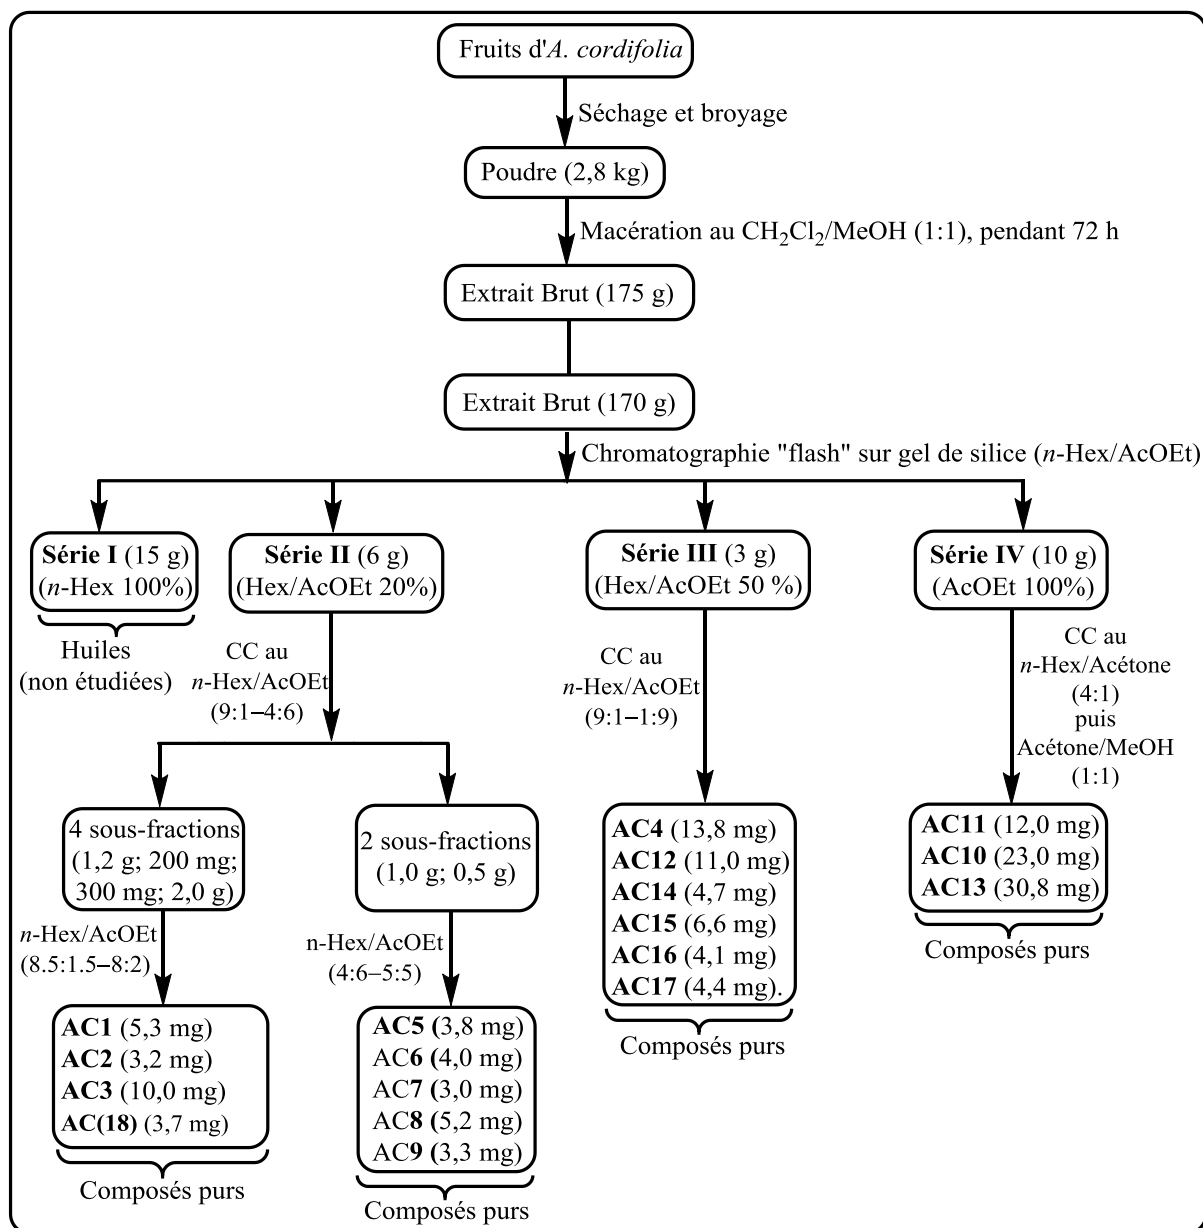 Fruits d'A. cordifolia
Séchage et broyage
Poudre (2,8 kg)
Macération au CH₂Cl₂/MeOH (1:1), pendant 72 h
Extrait Brut (175 g)
Extrait Brut (170 g)
Chromatographie "flash" sur gel de silice (n-Hex/AcOEt)
Série I (15 g)
(n-Hex 100%)
Huiles
(non étudiées)
Série II (6 g)
(Hex/AcOEt 20%)
CC au
n-Hex/AcOEt
(9:1–4:6)
Série III (3 g)
(Hex/AcOEt 50 %)
CC au
n-Hex/AcOEt
(9:1–1:9)
Série IV (10 g)
(AcOEt 100%)
CC au
n-Hex/Acétone
(4:1)
puis
Acétone/MeOH
(1:1)
4 sous-fractions
(1,2 g; 200 mg;
300 mg; 2,0 g)
n-Hex/AcOEt
(8.5:1.5–8:2)
2 sous-fractions
(1,0 g; 0,5 g)
n-Hex/AcOEt
(4:6–5:5)
AC1 (5,3 mg)
AC2 (3,2 mg)
AC3 (10,0 mg)
AC(18) (3,7 mg)
Composés purs
AC5 (3,8 mg)
AC6 (4,0 mg)
AC7 (3,0 mg)
AC8 (5,2 mg)
AC9 (3,3 mg)
Composés purs
AC4 (13,8 mg)
AC12 (11,0 mg)
AC14 (4,7 mg)
AC15 (6,6 mg)
AC16 (4,1 mg)
AC17 (4,4 mg).
Composés purs
AC11 (12,0 mg)
AC10 (23,0 mg)
AC13 (30,8 mg)
Composés purs